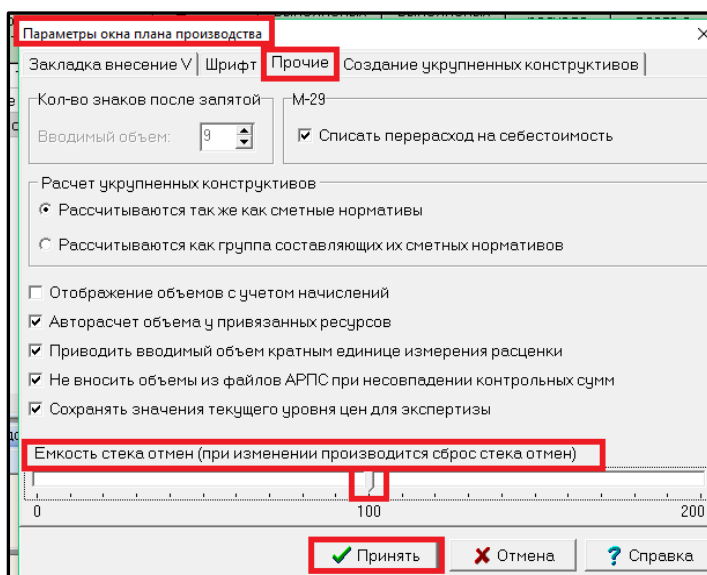 Параметры окна плана производства
Закладка внесение V Шрифт Прочие Создание укрупненных конструктивов
Кол-во знаков после запятой М-29
Вводимый объем: 9 Списать перерасход на себестоимость
Расчет укрупненных конструктивов
Рассчитываются так же как сметные нормативы
Рассчитываются как группа составляющих их сметных нормативов
Отображение объемов с учетом начислений
Авторасчет объема у привязанных ресурсов
Приводить вводимый объем кратным единице измерения расценки
Не вносить объемы из файлов АРПС при несовпадении контрольных сумм
Сохранять значения текущего уровня цен для экспертизы
Емкость стека отмен (при изменении производится сброс стека отмен)
0 100 200
Принять Отмена ? Справка